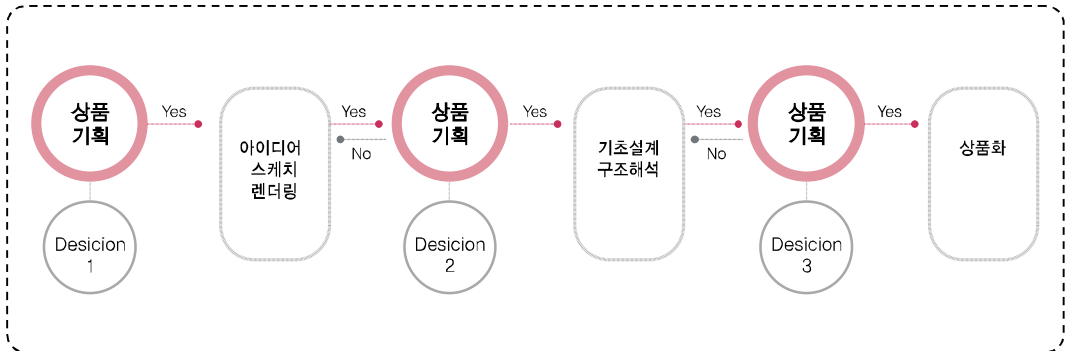 상품
기획
Yes
아이디어
스케치
렌더링
Yes
No
상품
기획
Yes
기초설계
구조해석
Yes
No
상품
기획
Yes
상품화
Desicion
1
Desicion
2
Desicion
3